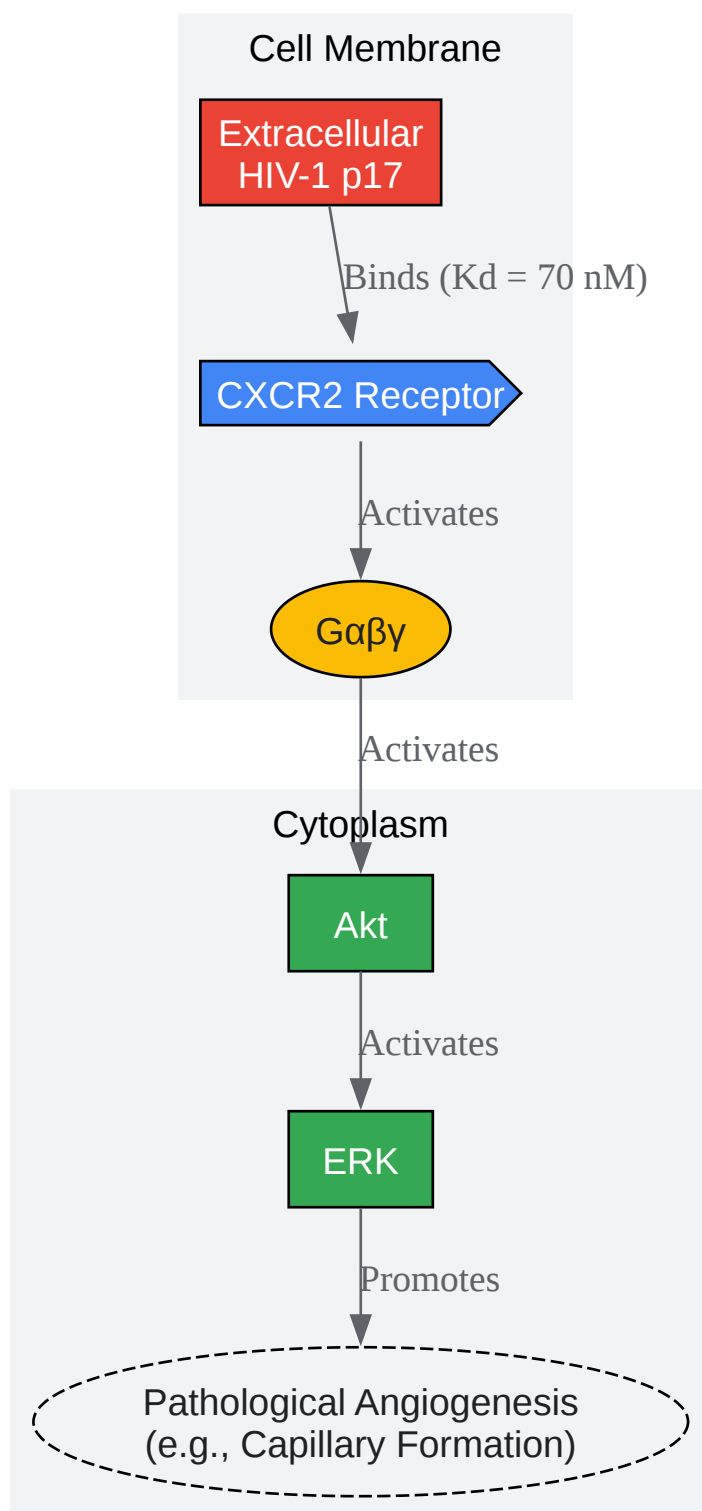 Cell Membrane
Extracellular
HIV-1 p17
Binds (Kd = 70 nM)
CXCR2 Receptor
Activates
Gαβγ
Activates
Cytoplasm
Akt
Activates
ERK
Promotes
Pathological Angiogenesis
(e.g., Capillary Formation)